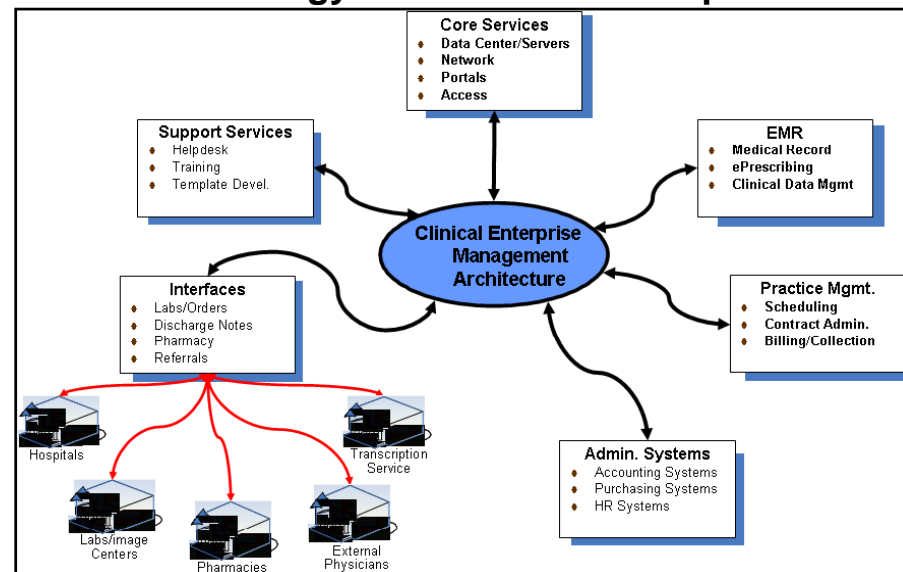 Core Services
Data Center/Servers
Network
Portals
Access
Support Services
Helpdesk
Training
Template Devel.
EMR
Medical Record
ePrescribing
Clinical Data Mgmt
Clinical Enterprise
Management
Architecture
Interfaces
Labs/Orders
Discharge Notes
Pharmacy
Referrals
Practice Mgmt.
Scheduling
Contract Admin.
Billing/Collection
Hospitals
Transcription
Service
Labs/image
Centers
Pharmacies
External
Physicians
Admin. Systems
Accounting Systems
Purchasing Systems
HR Systems